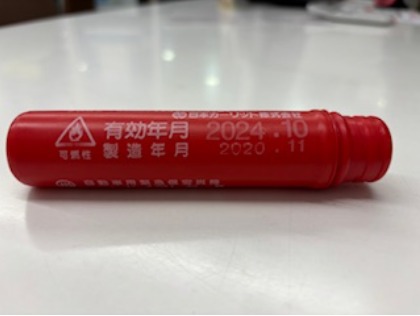 日本カーリット株式会社
有効年月 2024.10
可燃性 製造年月 2020.11